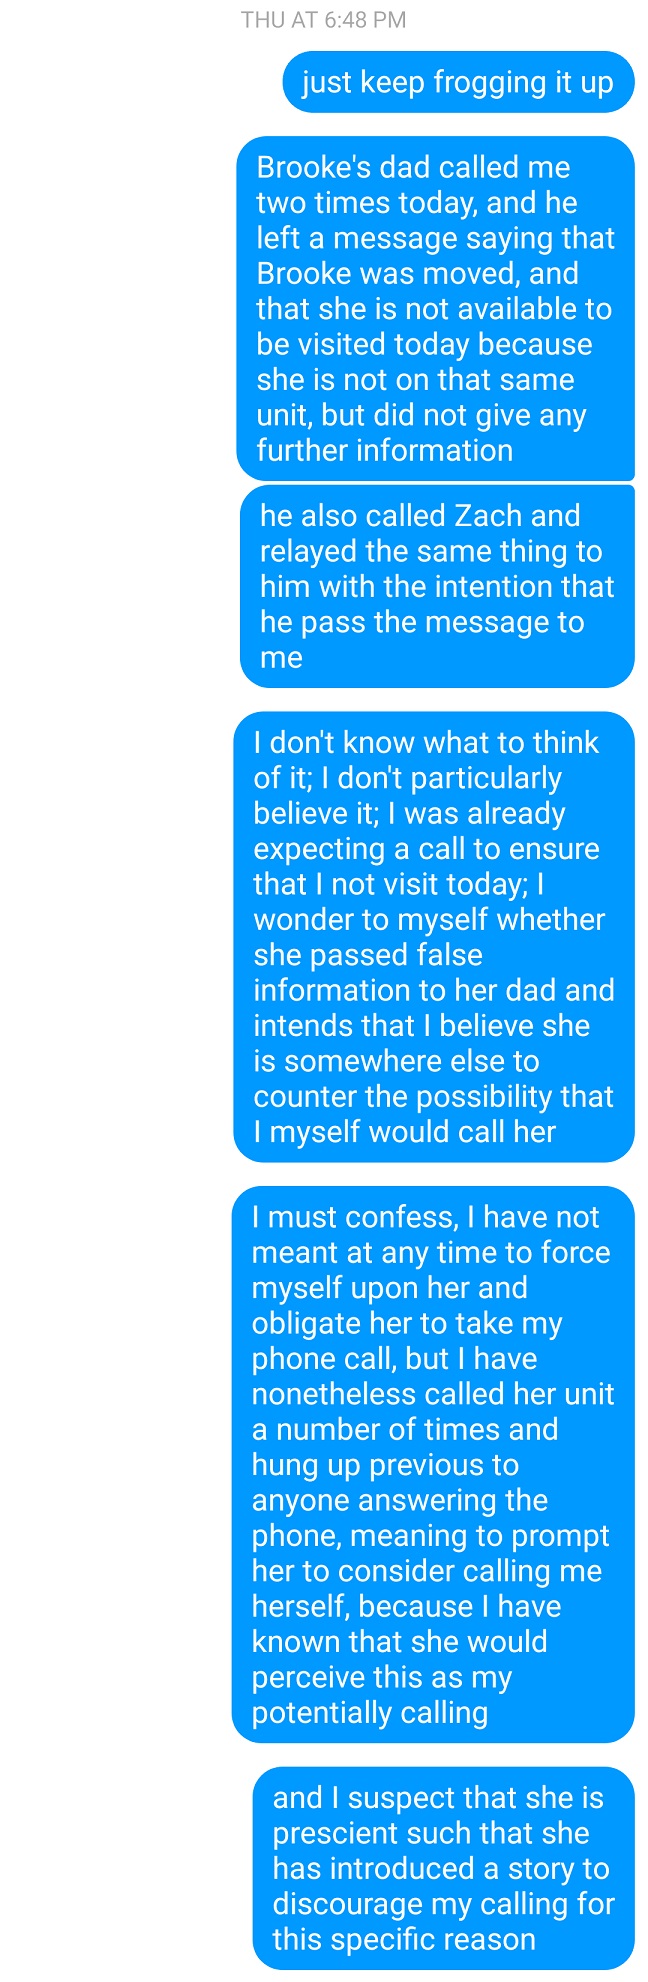 THU AT 6:48 PM
just keep frogging it up
Brooke's dad called me
two times today, and he
left a message saying that
Brooke was moved, and
that she is not available to
be visited today because
she is not on that same
unit, but did not give any
further information
he also called Zach and
relayed the same thing to
him with the intention that
he pass the message to
me
I don't know what to think
of it; I don't particularly
believe it; I was already
expecting a call to ensure
that I not visit today; I
wonder to myself whether
she passed false
information to her dad and
intends that I believe she
is somewhere else to
counter the possibility that
I myself would call her
I must confess, I have not
meant at any time to force
myself upon her and
obligate her to take my
phone call, but I have
nonetheless called her unit
a number of times and
hung up previous to
anyone answering the
phone, meaning to prompt
her to consider calling me
herself, because I have
known that she would
perceive this as my
potentially calling
and I suspect that she is
prescient such that she
has introduced a story to
discourage my calling for
this specific reason